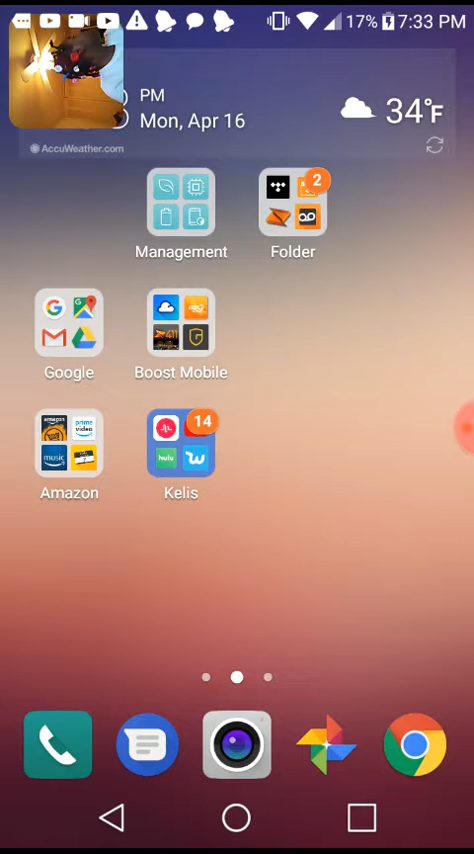 17% 7:33 PM
PM
Mon, Apr 16
34°F
AccuWeather.com
2
Management
Folder
Google
Boost Mobile
amazon
prime video
music
14
hulu
Amazon
Kelis